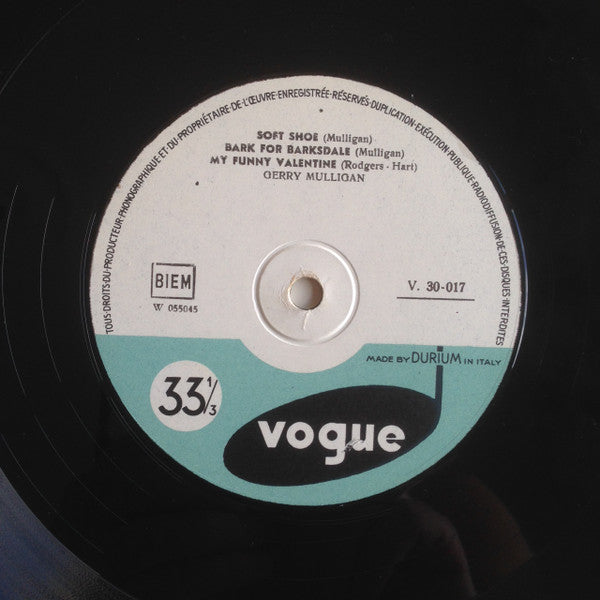 TOUS·DROITS·DU·PRODUCTEUR·PHONOGRAPHIQUE ET·DU·PROPRIÉTAIRE·DE·L'ŒUVRE·ENREGISTRÉE·RÉSERVÉS·DUPLICATION·EXÉCUTION PUBLIQUE·RADIODIFFUSION·DE·CES·DISQUES·INTERDITES
SOFT SHOE (Mulligan)
BARK FOR BARKSDALE (Mulligan)
MY FUNNY VALENTINE (Rodgers - Hart)
GERRY MULLIGAN
BIEM
W 055045
V. 30-017
MADE BY DURIUM IN ITALY
33 1/3
vogue